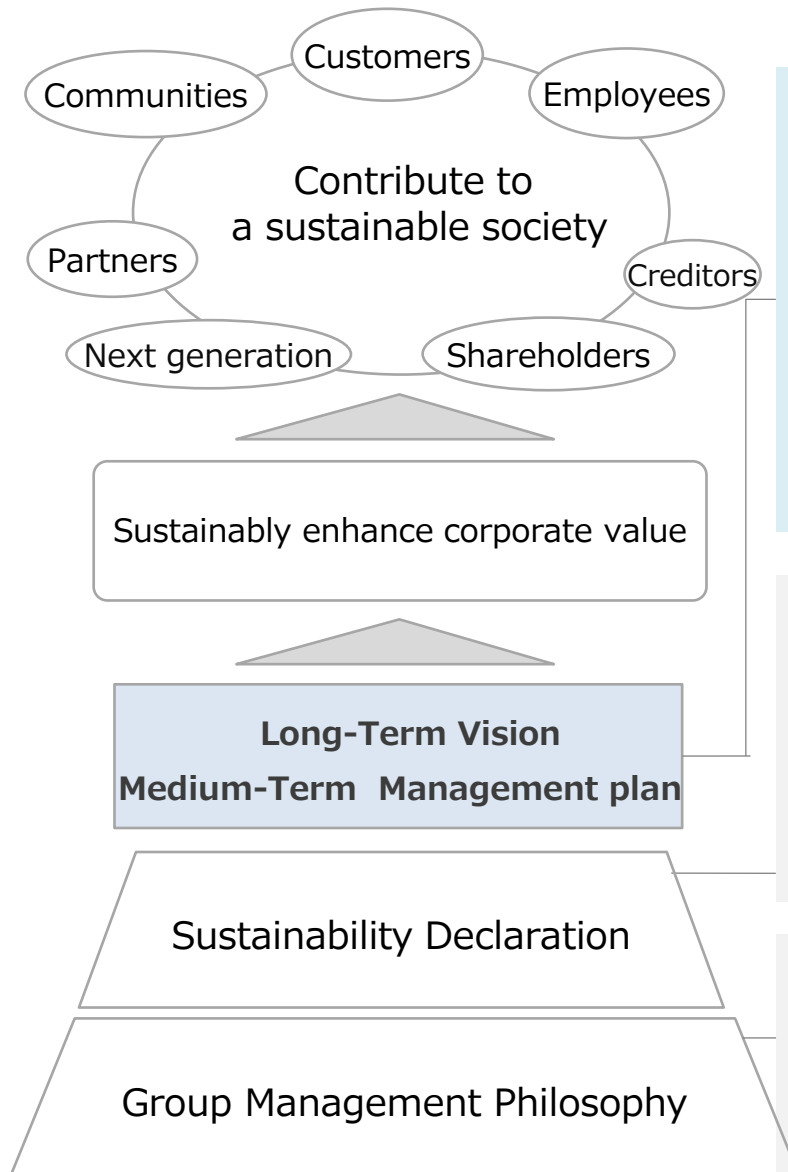 Customers
Communities
Employees
Contribute to
a sustainable society
Partners
Creditors
Next generation
Shareholders
Sustainably enhance corporate value
Long-Term Vision
Medium-Term Management plan
Sustainability Declaration
Group Management Philosophy